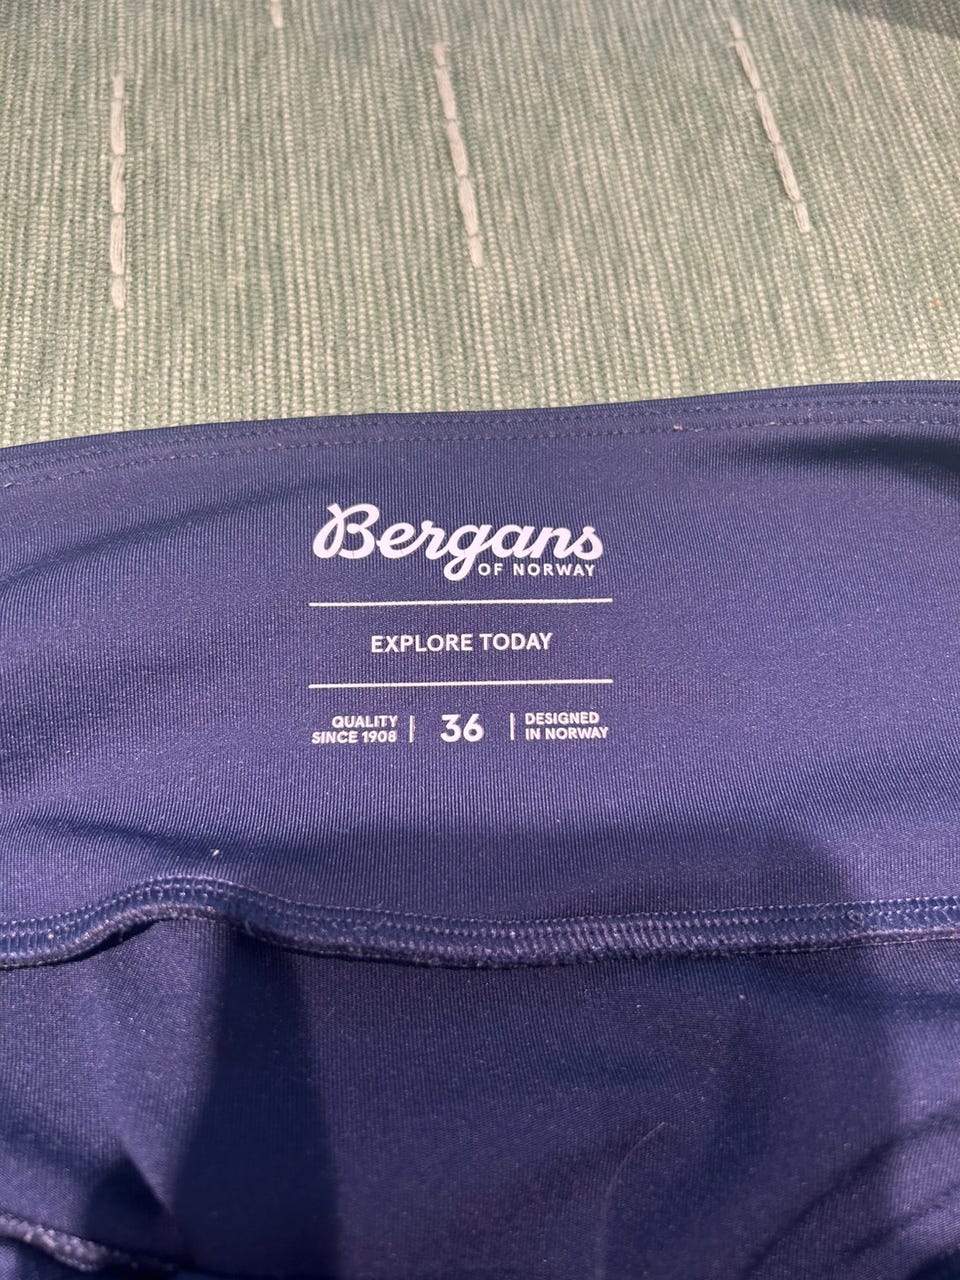 Bergans
OF NORWAY
EXPLORE TODAY
QUALITY
SINCE 1908
36
DESIGNED
IN NORWAY